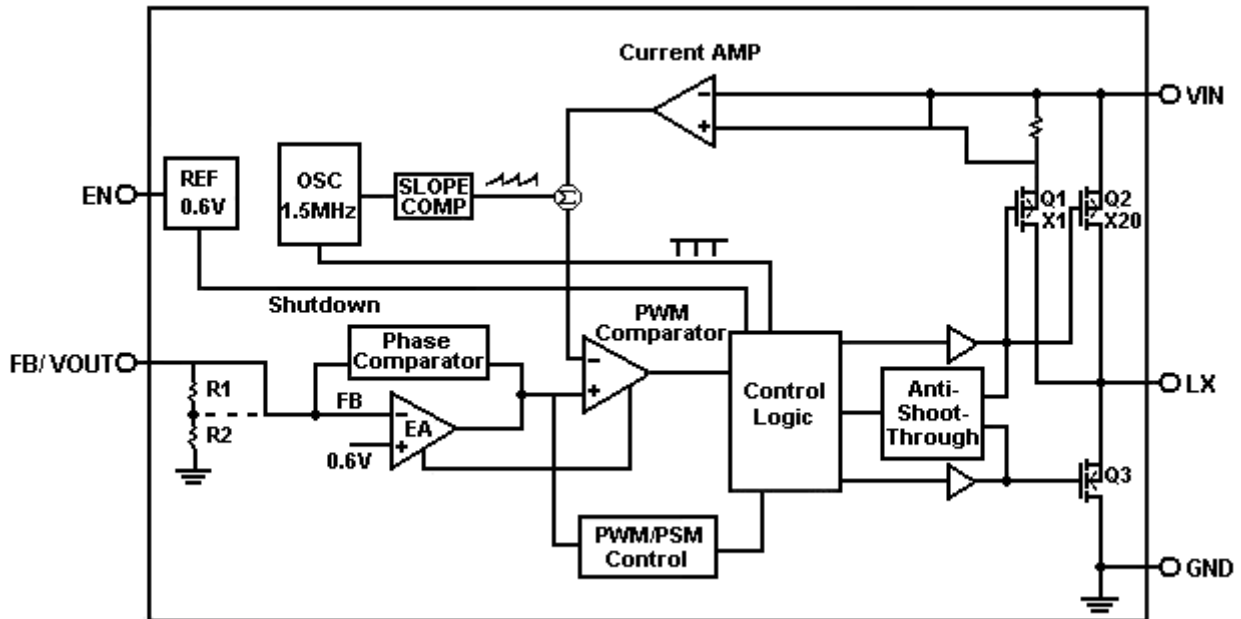 Current AMP
VIN
EN
REF
0.6V
OSC
1.5MHz
SLOPE
COMP
Σ
Q1
X1
Q2
X20
Shutdown
PWM
Comparator
FB/ VOUT
Phase
Comparator
R1
R2
FB
EA
0.6V
−
+
−
+
−
+
Control
Logic
Anti-
Shoot-
Through
LX
Q3
PWM/PSM
Control
GND